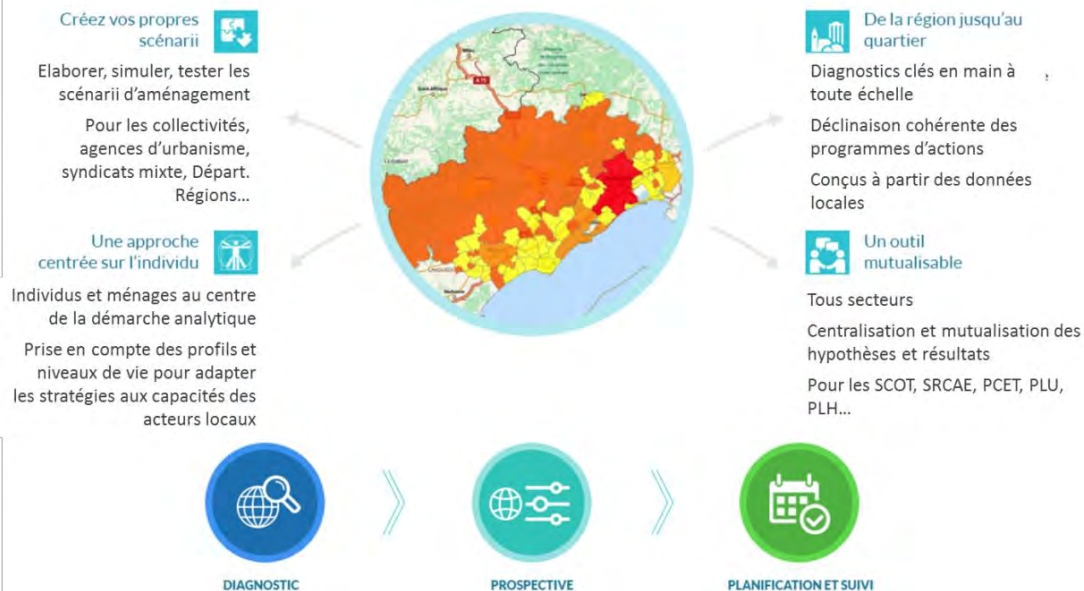 Créez vos propres
scénarii
Elaborer, simuler, tester les
scénarii d'aménagement
Pour les collectivités,
agences d'urbanisme,
syndicats mixte, Départ.
Régions...
Une approche
centrée sur l'individu
Individus et ménages au centre
de la démarche analytique
Prise en compte des profils et
niveaux de vie pour adapter
les stratégies aux capacités des
acteurs locaux
A 75
De la région jusqu'au
quartier
Diagnostics clés en main à
toute échelle
Déclinaison cohérente des
programmes d'actions
Conçus à partir des données
locales
Un outil
mutualisable
Tous secteurs
Centralisation et mutualisation des
hypothèses et résultats
Pour les SCOT, SRCAE, PCET, PLU,
PLH...
DIAGNOSTIC
PROSPECTIVE
PLANIFICATION ET SUIVI